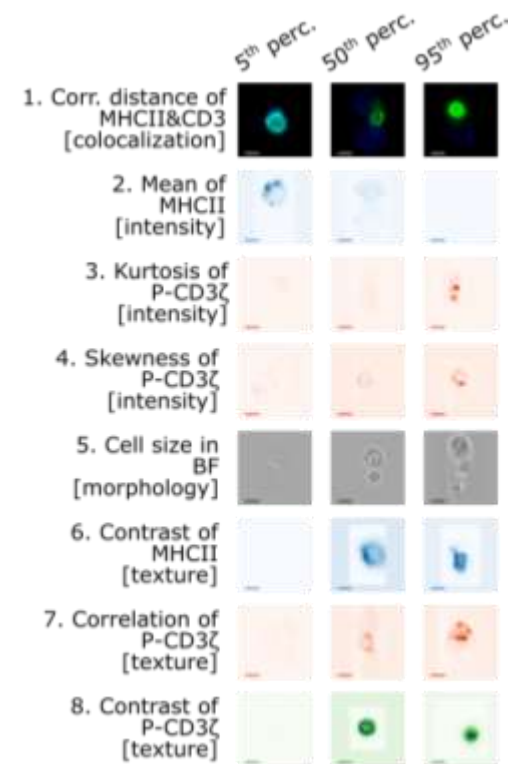 5th perc. 50th perc. 95th perc.
1. Corr. distance of
MHCII&CD3
[colocalization]
2. Mean of
MHCII
[intensity]
3. Kurtosis of
P-CD3ζ
[intensity]
4. Skewness of
P-CD3ζ
[intensity]
5. Cell size in
BF
[morphology]
6. Contrast of
MHCII
[texture]
7. Correlation of
P-CD3ζ
[texture]
8. Contrast of
P-CD3ζ
[texture]